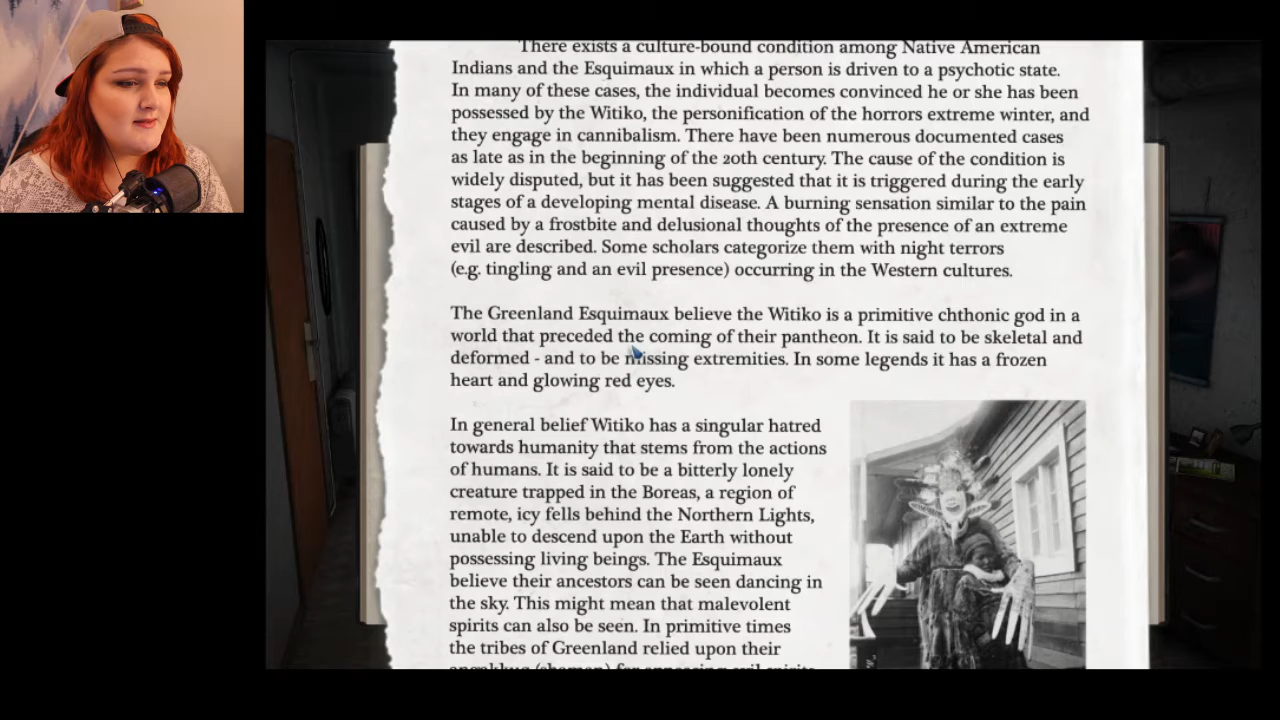 There exists a culture-bound condition among Native American
Indians and the Esquimaux in which a person is driven to a psychotic state.
In many of these cases, the individual becomes convinced he or she has been
possessed by the Witiko, the personification of the horrors extreme winter, and
they engage in cannibalism. There have been numerous documented cases
as late as in the beginning of the 20th century. The cause of the condition is
widely disputed, but it has been suggested that it is triggered during the early
stages of a developing mental disease. A burning sensation similar to the pain
caused by a frostbite and delusional thoughts of the presence of an extreme
evil are described. Some scholars categorize them with night terrors
(e.g. tingling and an evil presence) occurring in the Western cultures.
The Greenland Esquimaux believe the Witiko is a primitive chthonic god in a
world that preceded the coming of their pantheon. It is said to be skeletal and
deformed - and to be missing extremities. In some legends it has a frozen
heart and glowing red eyes.
In general belief Witiko has a singular hatred
towards humanity that stems from the actions
of humans. It is said to be a bitterly lonely
creature trapped in the Boreas, a region of
remote, icy fells behind the Northern Lights,
unable to descend upon the Earth without
possessing living beings. The Esquimaux
believe their ancestors can be seen dancing in
the sky. This might mean that malevolent
spirits can also be seen. In primitive times
the tribes of Greenland relied upon their